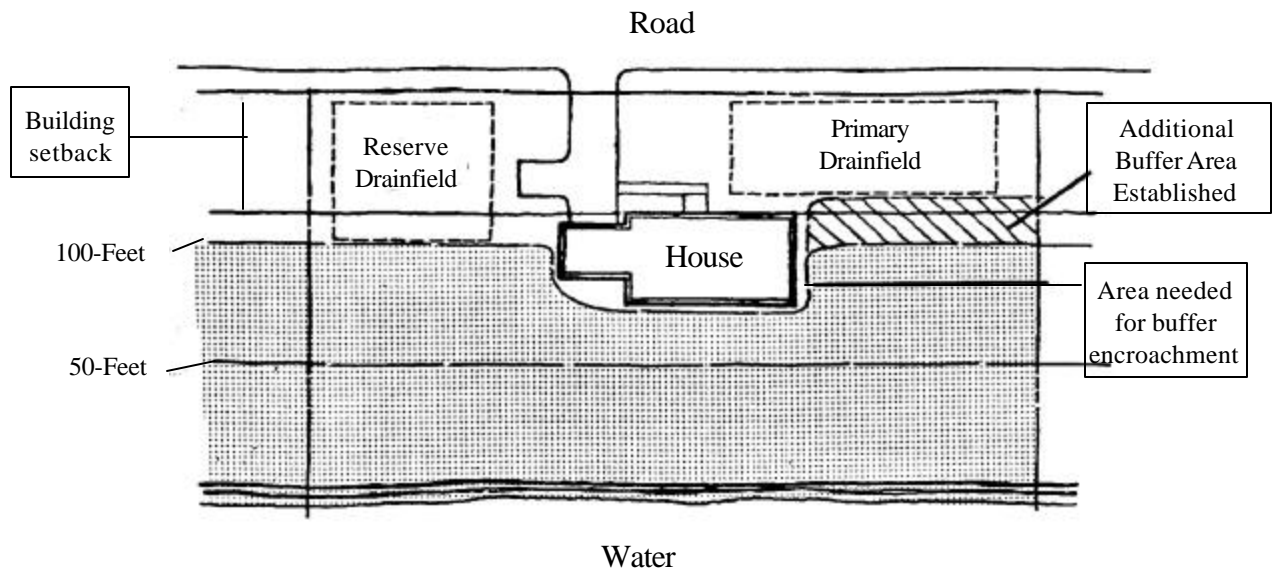 Road
Building
setback
Reserve
Drainfield
Primary
Drainfield
Additional
Buffer Area
Established
100-Feet
House
Area needed
for buffer
encroachment
50-Feet
Water